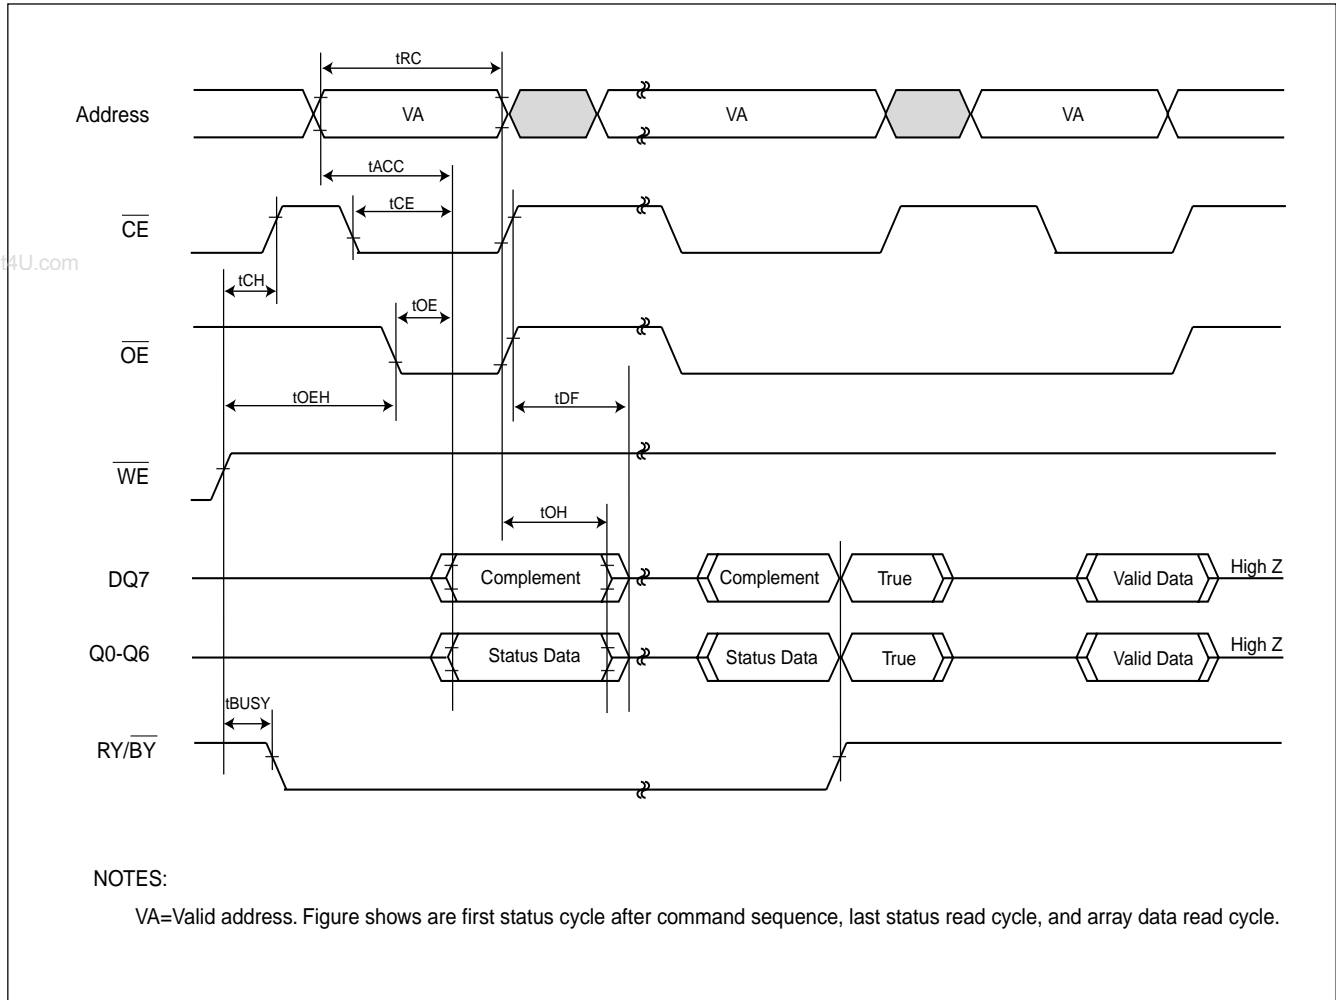 tRC
Address VA VA VA
tACC
tCE
CE
t4U.com
tCH
tOE
OE
tOEH tDF
WE
tOH
DQ7 Complement Complement True Valid Data High Z
Q0-Q6 Status Data Status Data True Valid Data High Z
tBUSY
RY/BY
NOTES:
VA=Valid address. Figure shows are first status cycle after command sequence, last status read cycle, and array data read cycle.